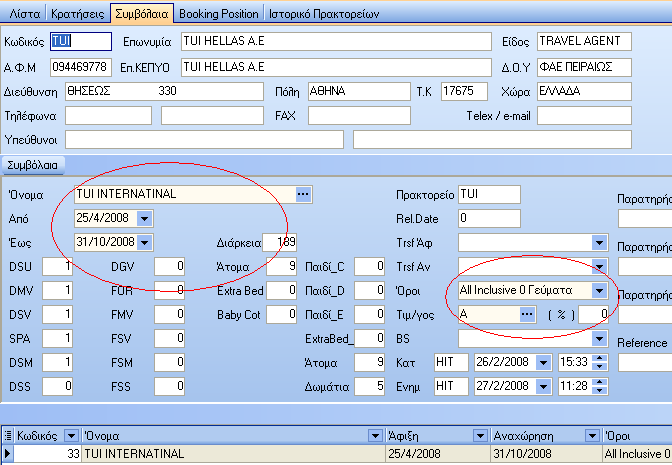 Λίστα Κρατήσεις Συμβόλαια Booking Position Ιστορικό Πρακτορείων
Κωδικός TUI Επωνυμία TUI HELLAS A.E Είδος TRAVEL AGENT
Α.Φ.Μ 094469778 Επ.ΚΕΠΥΟ TUI HELLAS A.E Δ.Ο.Υ ΦΑΕ ΠΕΙΡΑΙΩΣ
Διεύθυνση ΘΗΣΕΩΣ 330 Πόλη ΑΘΗΝΑ Τ.Κ 17675 Χώρα ΕΛΛΑΔΑ
Τηλέφωνα FAX Telex / e-mail
Υπεύθυνοι
Συμβόλαια
Όνομα TUI INTERNATINAL ... Πρακτορείο TUI Παρατηρήσ
Από 25/4/2008 Rel.Date 0
Έως 31/10/2008 Διάρκεια 189 Trsf Άφ Παρατηρήσ
DSU 1 DGV 0 Άτομα 9 Παιδί_C 0 Trsf Αν
DMV 1 FUR 0 Extra Bed 0 Παιδί_D 0 Όροι All Inclusive 0 Γεύματα Παρατηρήσ
DSV 1 FMV 0 Baby Cot 0 Παιδί_E 0 Τιμ/γος A ... ( % ) 0
SPA 1 FSV 0 ExtraBed_ 0 BS Reference
DSM 1 FSM 0 Άτομα 9 Κατ HIT 26/2/2008 15:33
DSS 0 FSS 0 Δωμάτια 5 Ενημ HIT 27/2/2008 11:28
Κωδικός Όνομα Άφιξη Αναχώρηση Όροι
33 TUI INTERNATINAL 25/4/2008 31/10/2008 All Inclusive 0